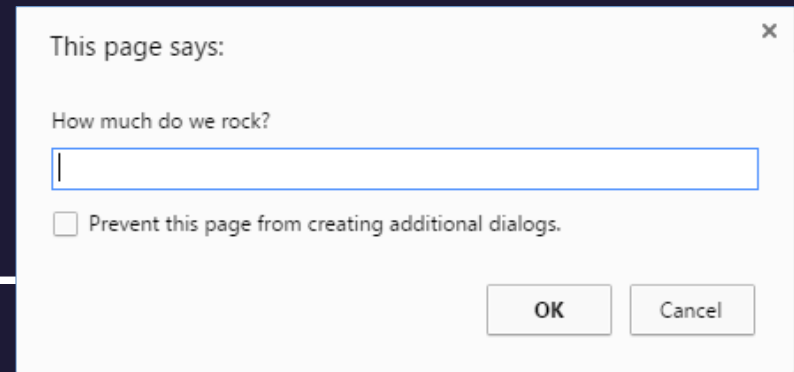 This page says:
How much do we rock?
Prevent this page from creating additional dialogs.
OK Cancel